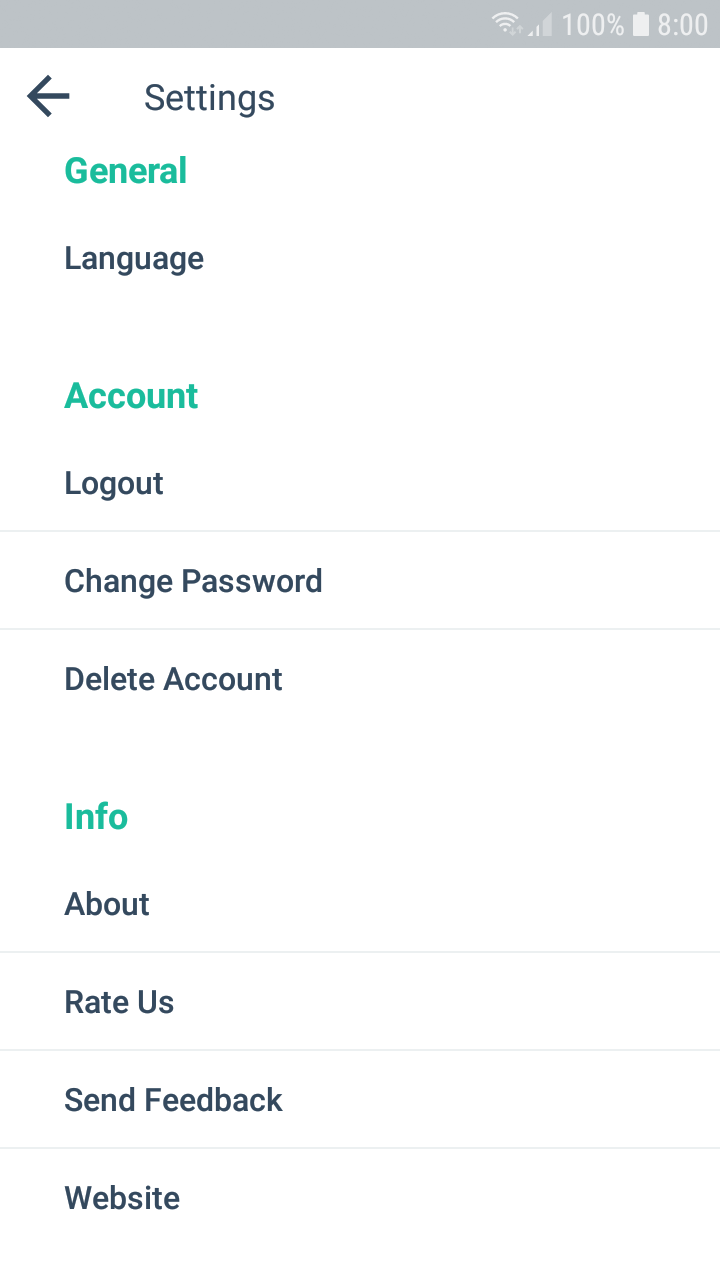 100% 8:00
Settings
General
Language
Account
Logout
Change Password
Delete Account
Info
About
Rate Us
Send Feedback
Website